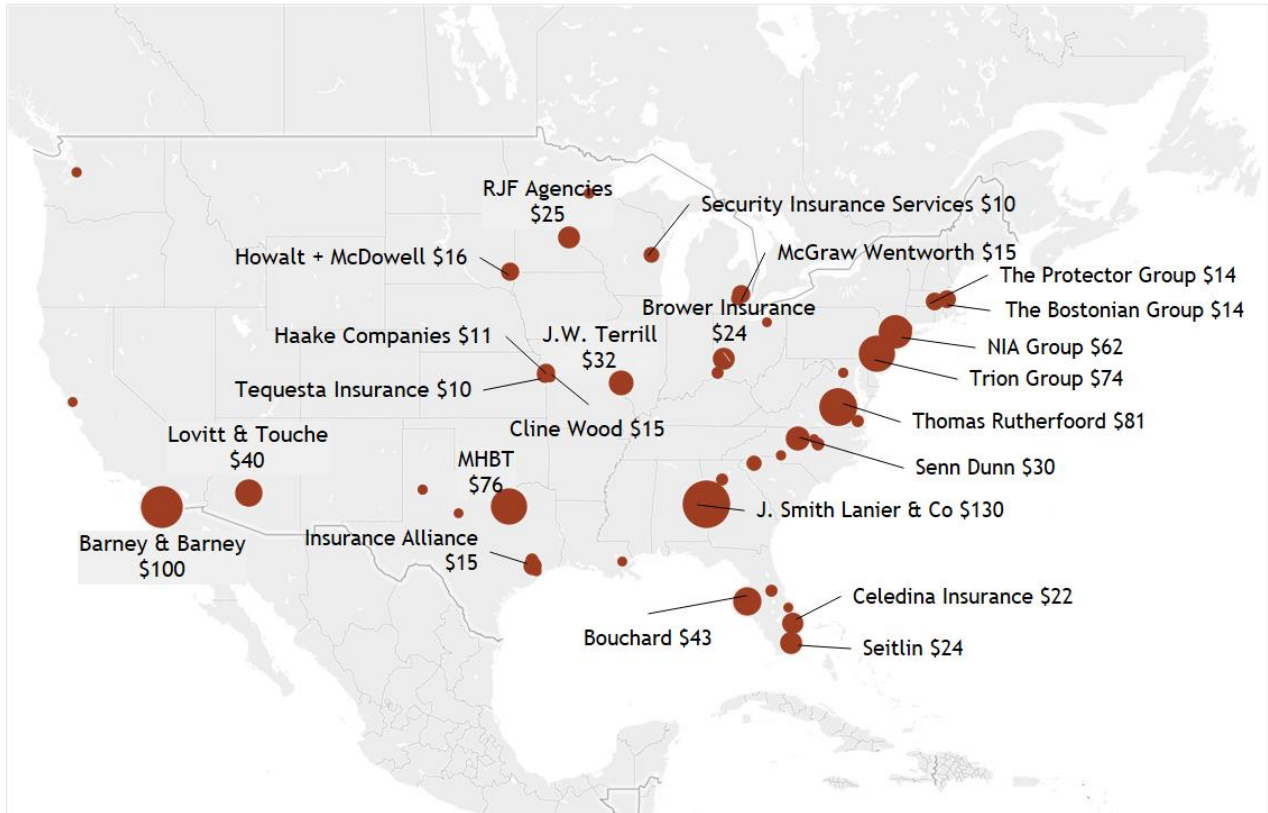 RJF Agencies
$25
Security Insurance Services $10
Howalt + McDowell $16
McGraw Wentworth $15
The Protector Group $14
Brower Insurance
$24
The Bostonian Group $14
Haake Companies $11
J.W. Terrill
$32
NIA Group $62
Tequesta Insurance $10
Trion Group $74
Cline Wood $15
Thomas Rutherfoord $81
Lovitt & Touche
$40
MHBT
$76
Senn Dunn $30
J. Smith Lanier & Co $130
Barney & Barney
$100
Insurance Alliance
$15
Celedina Insurance $22
Bouchard $43
Seitlin $24